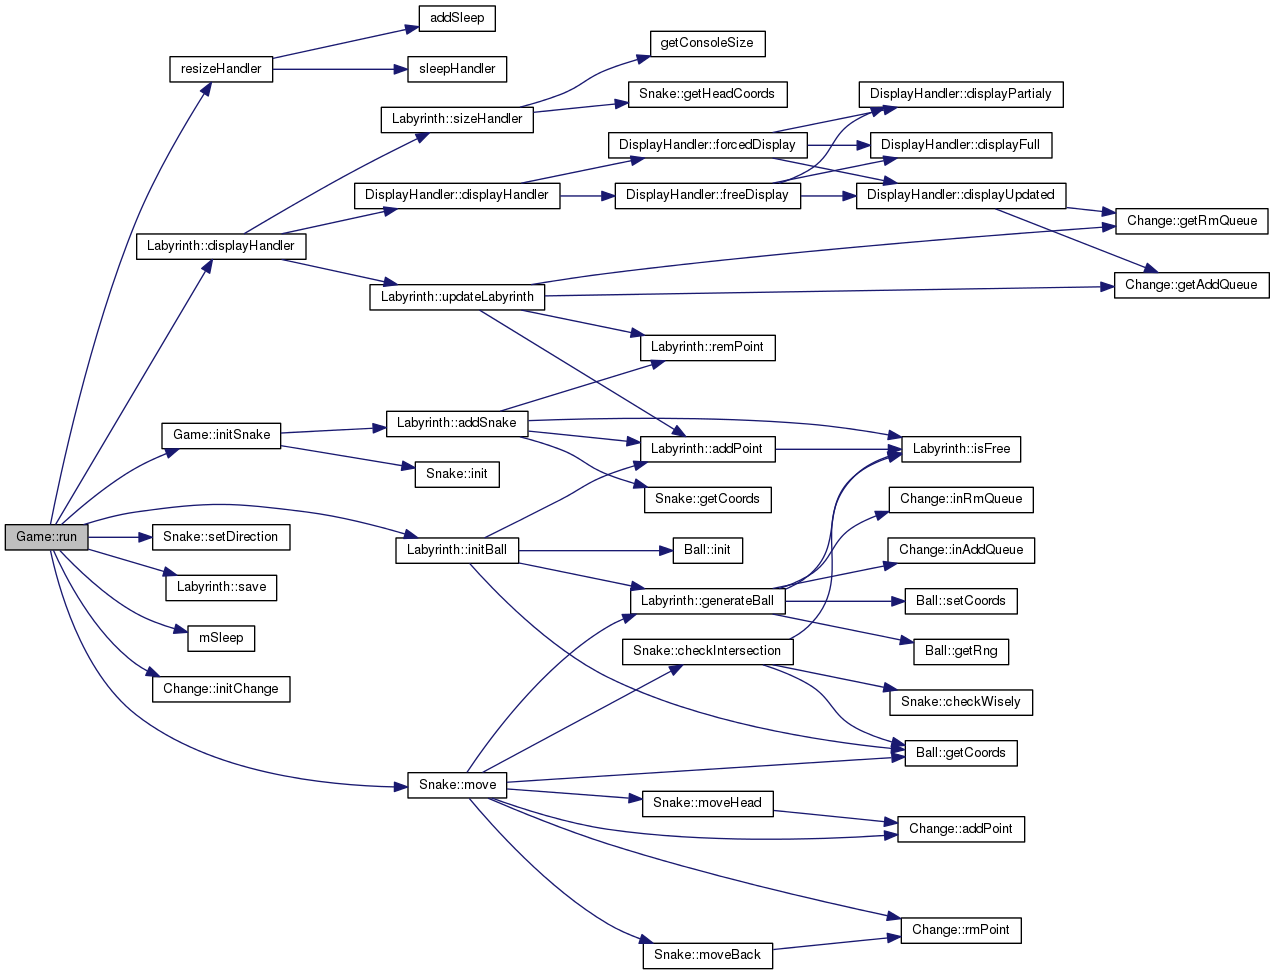 addSleep
getConsoleSize
resizeHandler
sleepHandler
Snake::getHeadCoords
DisplayHandler::displayPartialy
Labyrinth::sizeHandler
DisplayHandler::forcedDisplay
DisplayHandler::displayFull
DisplayHandler::displayHandler
DisplayHandler::freeDisplay
DisplayHandler::displayUpdated
Change::getRmQueue
Labyrinth::displayHandler
Change::getAddQueue
Labyrinth::updateLabyrinth
Labyrinth::remPoint
Labyrinth::addSnake
Game::initSnake
Labyrinth::addPoint
Labyrinth::isFree
Snake::init
Snake::getCoords
Change::inRmQueue
Game::run
Snake::setDirection
Labyrinth::initBall
Ball::init
Change::inAddQueue
Labyrinth::save
Labyrinth::generateBall
Ball::setCoords
mSleep
Snake::checkIntersection
Ball::getRng
Change::initChange
Snake::checkWisely
Ball::getCoords
Snake::move
Snake::moveHead
Change::addPoint
Change::rmPoint
Snake::moveBack